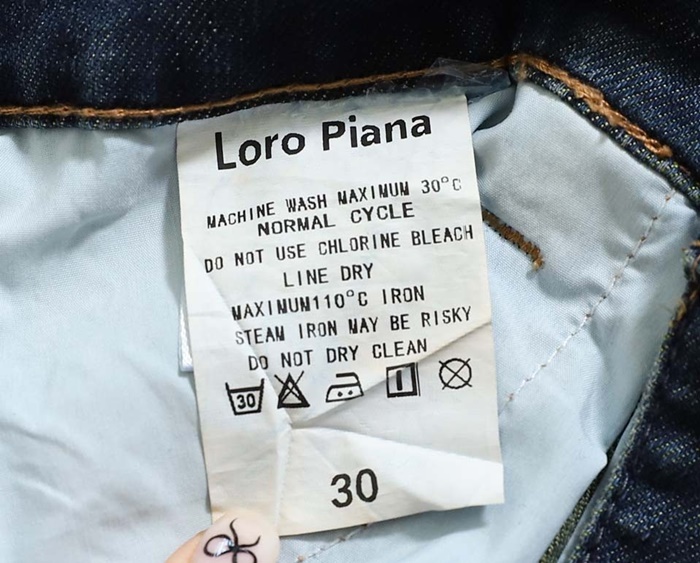 Loro Piana
MACHINE WASH MAXIMUM 30°C
NORMAL CYCLE
DO NOT USE CHLORINE BLEACH
LINE DRY
MAXIMUM110°C IRON
STEAM IRON MAY BE RISKY
DO NOT DRY CLEAN
30
30